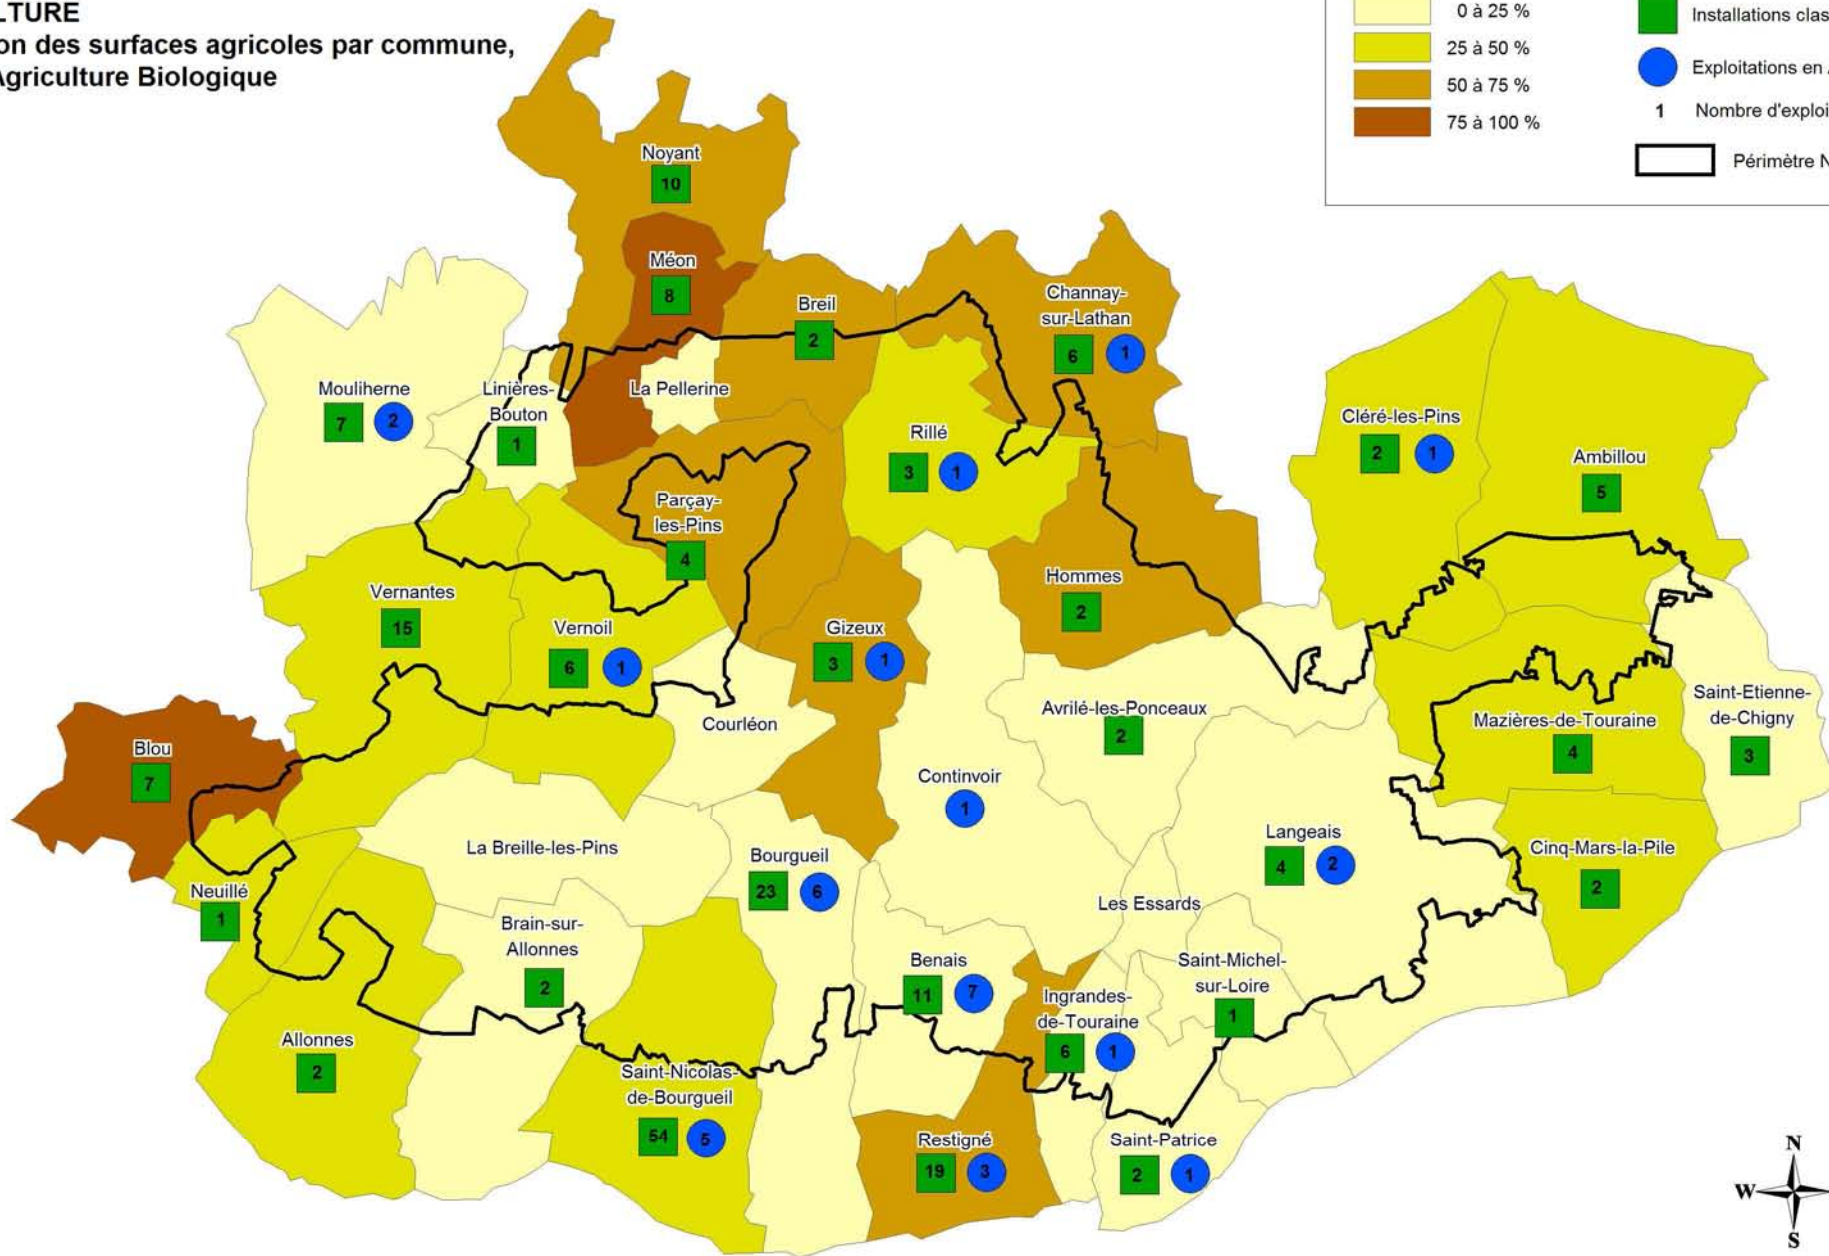 LTURE
on des surfaces agricoles par commune,
Agriculture Biologique
0 à 25 %
25 à 50 %
50 à 75 %
75 à 100 %
Installations clas
Exploitations en
1 Nombre d'exploi
Périmètre N
Noyant
10
Méon
8
Breil
2
Channay-
sur-Lathan
6 1
Mouliherne
7 2
Linières-
Bouton
1
La Pellerine
Rillé
3 1
Cléré-les-Pins
2 1
Ambillou
5
Parçay-
les-Pins
4
Vernantes
15
Vernoil
6 1
Gizeux
3 1
Hommes
2
Courléon
Avrilé-les-Ponceaux
2
Mazières-de-Touraine
4
Saint-Etienne-
de-Chigny
3
Blou
7
Continvoir
1
La Breille-les-Pins
Bourgueil
23 6
Langeais
4 2
Cinq-Mars-la-Pile
2
Neuillé
1
Les Essards
Brain-sur-
Allonnes
2
Benais
11 7
Ingrandes-
de-Touraine
6 1
Saint-Michel-
sur-Loire
1
Allonnes
2
Saint-Nicolas-
de-Bourgueil
54 5
Restigné
19 3
Saint-Patrice
2 1
N
W
S